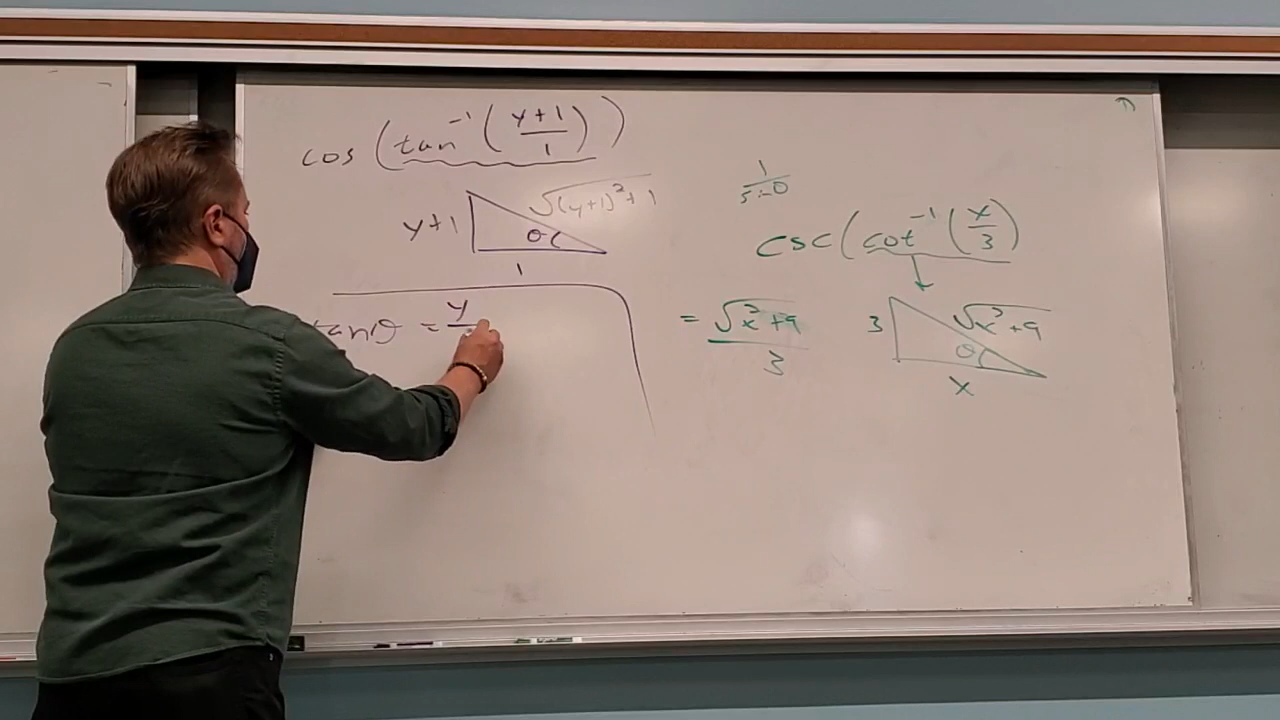 cos (tan⁻¹ (y+1/1))
y+1
√(y+1)²+1
θ
1
tanθ = y
1/sinθ
csc (cot⁻¹ (x/3))
= √x²+9/3
3
√x²+9
θ
x